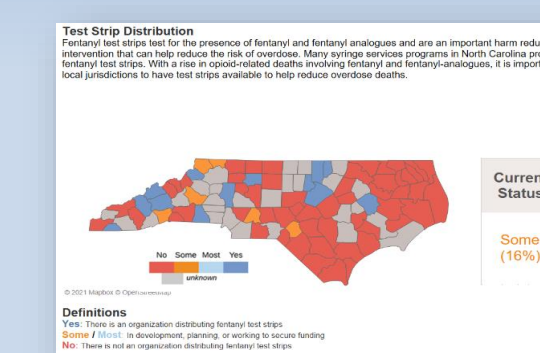 Test Strip Distribution
Fentanyl test strips test for the presence of fentanyl and fentanyl analogues and are an important harm redu
intervention that can help reduce the risk of overdose. Many syringe services programs in North Carolina pro
fentanyl test strips. With a rise in opioid-related deaths involving fentanyl and fentanyl-analogues, it is import
local jurisdictions to have test strips available to help reduce overdose deaths.
Curren
Status
Some
(16%)
No Some Most Yes
unknown
© 2021 Mapbox © OpenStreetMap
Definitions
Yes: There is an organization distributing fentanyl test strips
Some / Most: In development, planning, or working to secure funding
No: There is not an organization distributing fentanyl test strips